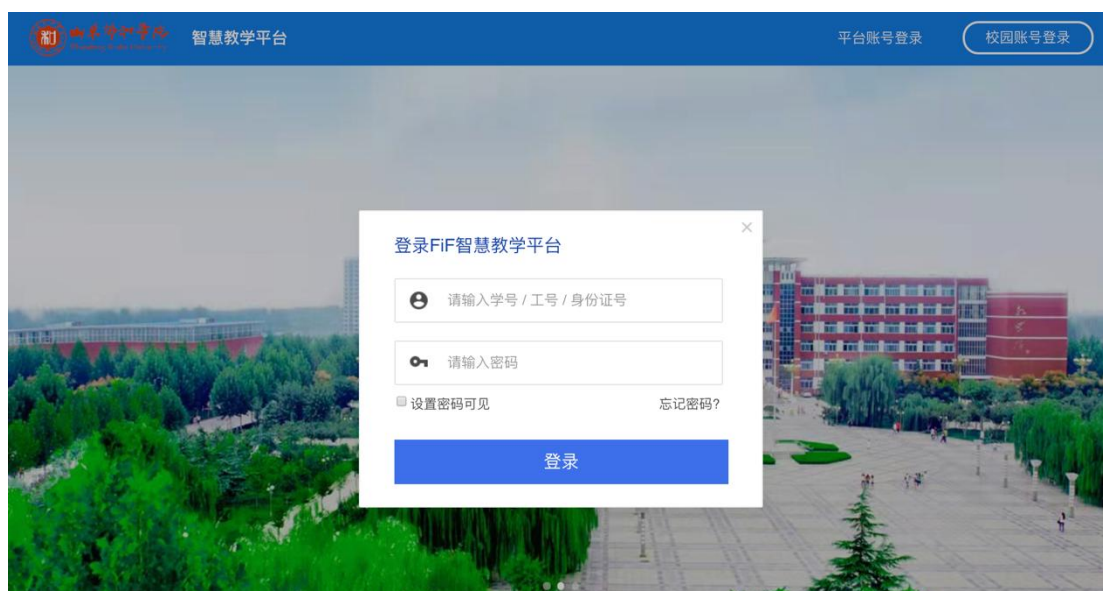 智慧教学平台
平台账号登录
校园账号登录
×
登录FiF智慧教学平台
请输入学号 / 工号 / 身份证号
请输入密码
设置密码可见
忘记密码?
登录